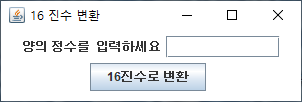 16 진수 변환
양의 정수를 입력하세요
16진수로 변환